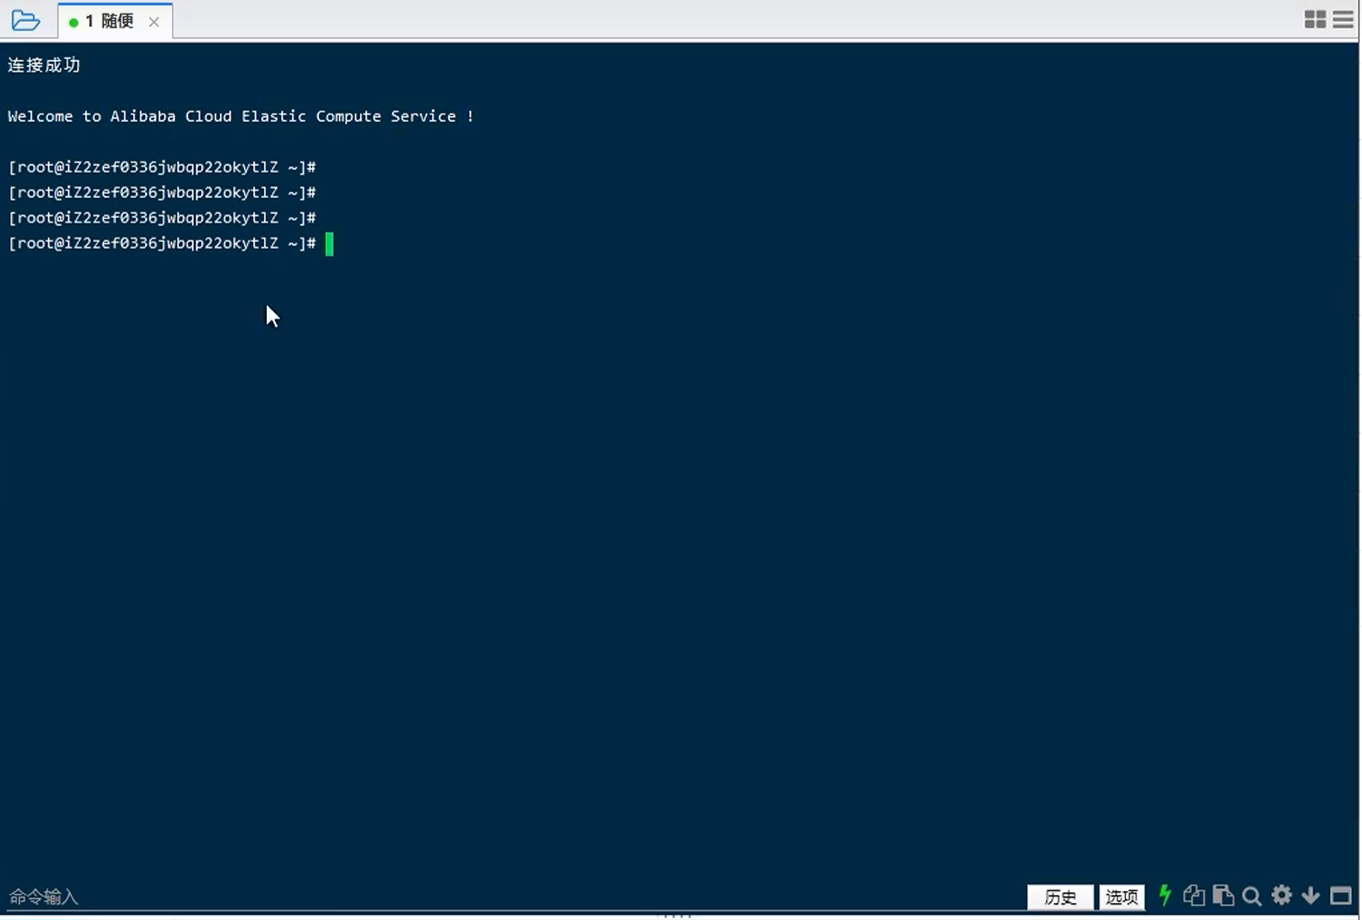 1 随便
连接成功
Welcome to Alibaba Cloud Elastic Compute Service !
[root@iZ2zef0336jwbqp22okytlZ ~]#
[root@iZ2zef0336jwbqp22okytlZ ~]#
[root@iZ2zef0336jwbqp22okytlZ ~]#
[root@iZ2zef0336jwbqp22okytlZ ~]#
命令输入
历史
选项